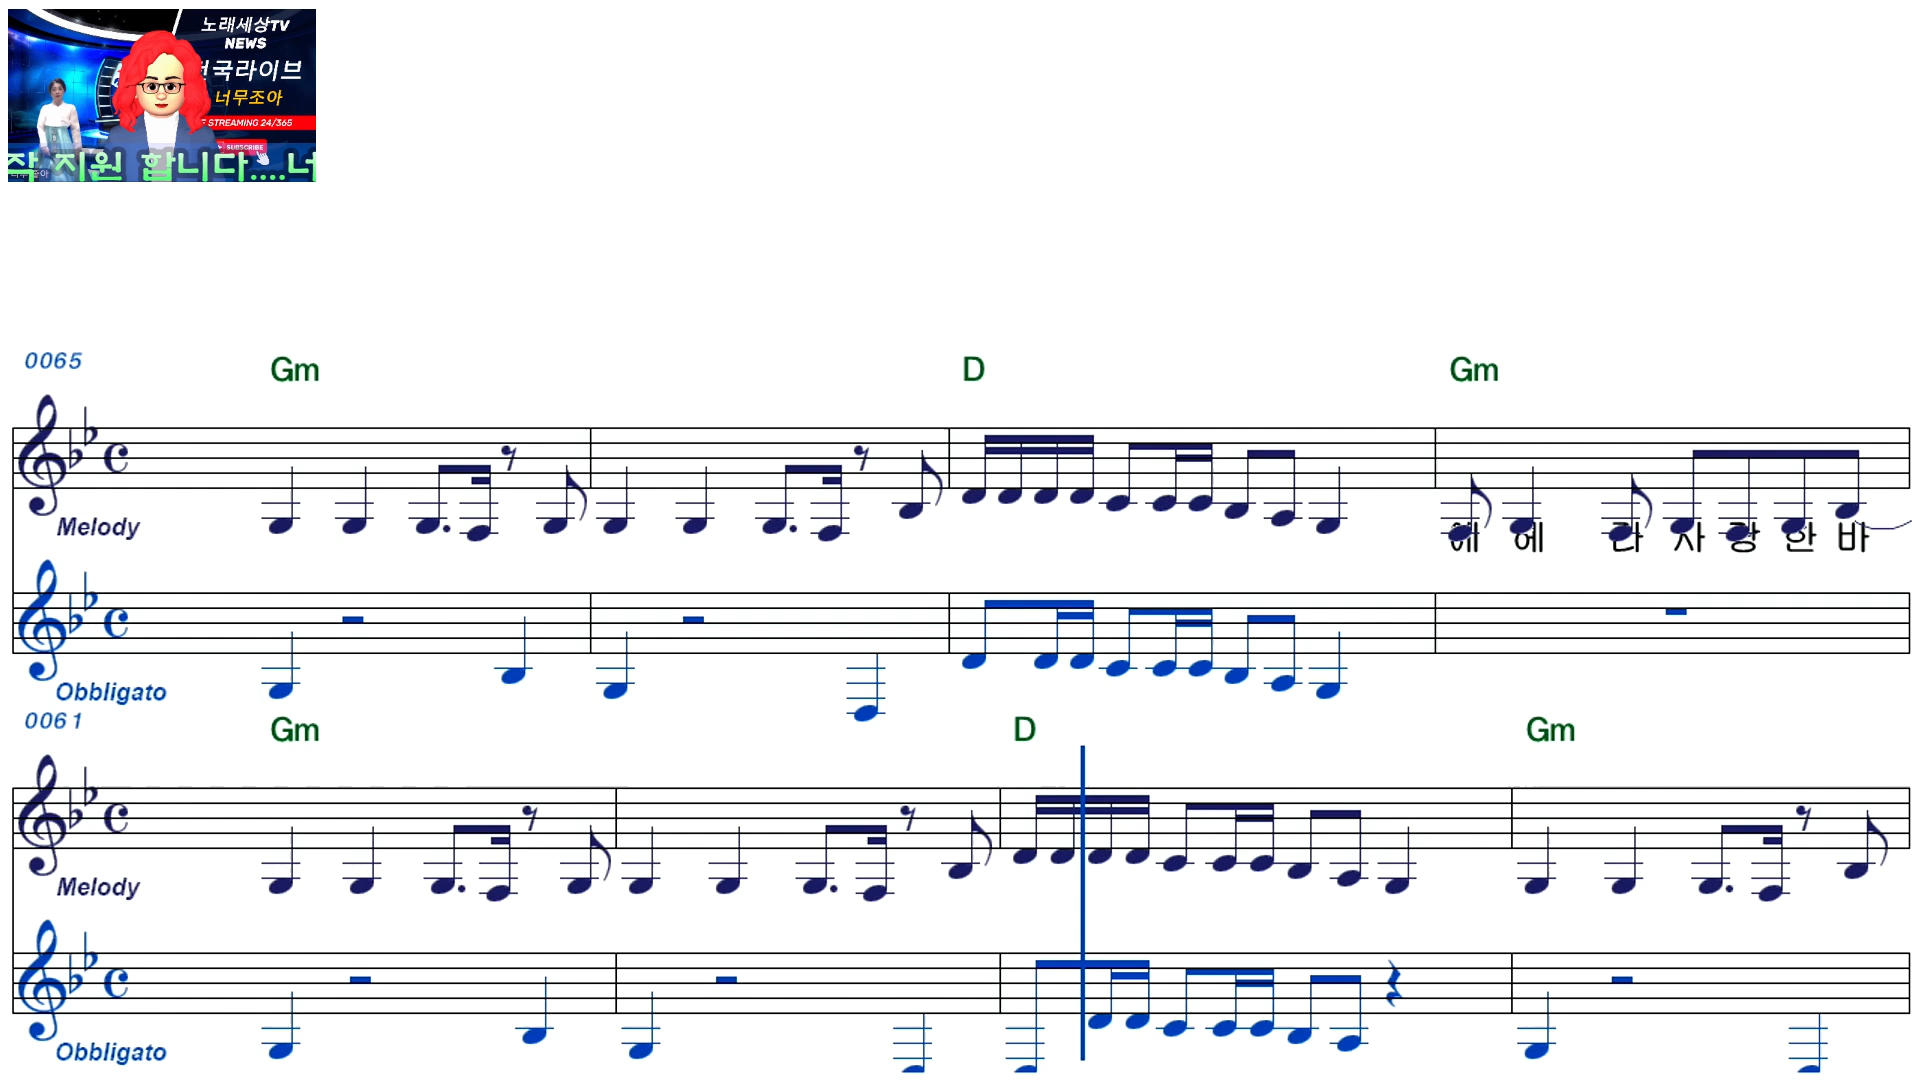 노래세상TV
NEWS
전국라이브
너무조아
STREAMING 24/365
SUBSCRIBE
작 지원 합니다....너
0065
Gm D Gm
Melody
에 에 라 사 랑 한 바
Obbligato
0061
Gm D Gm
Melody
Obbligato